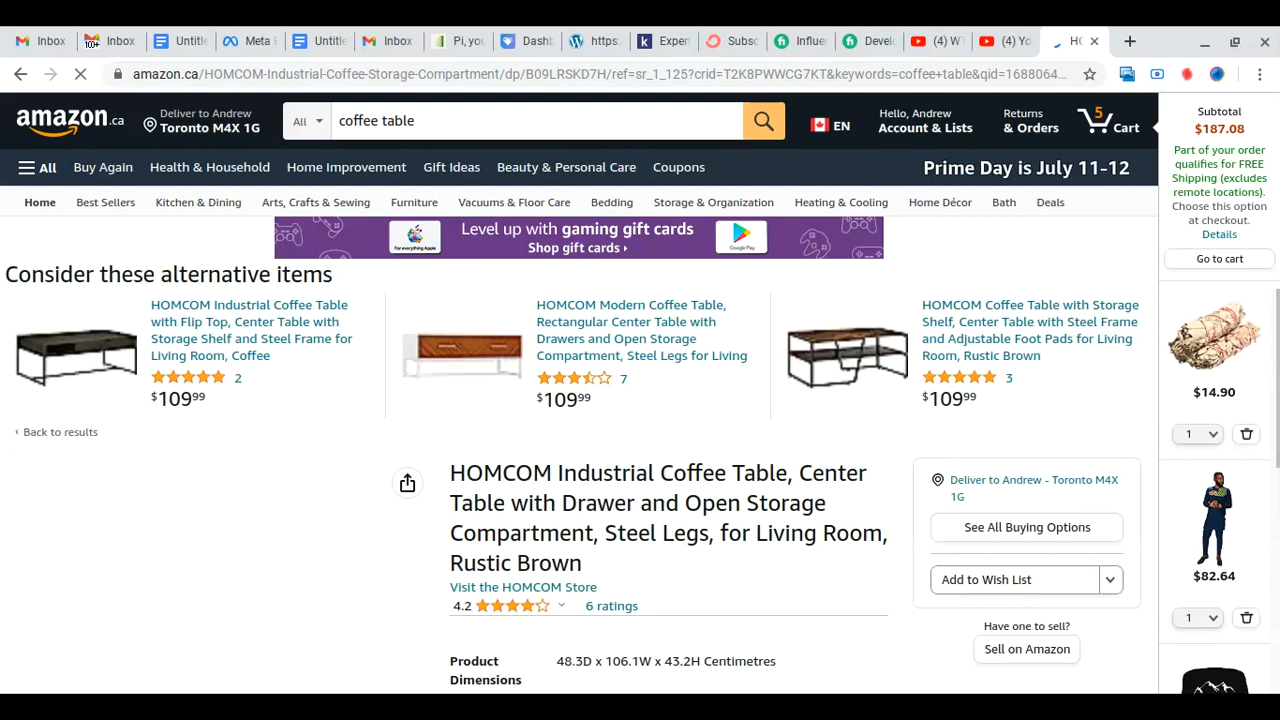 Inbox
10+
Inbox
Untitle
Meta B
Untitle
Inbox
Pi, you
Dashb
https:
Exper
Subsc
Influe
Develo
(4) WT
(4) Yo
HO
amazon.ca/HOMCOM-Industrial-Coffee-Storage-Compartment/dp/B09LRSKD7H/ref=sr_1_125?crid=T2K8PWWCG7KT&keywords=coffee+table&qid=1688064...
amazon.ca
Deliver to Andrew
Toronto M4X 1G
All
coffee table
EN
Hello, Andrew
Account & Lists
Returns
& Orders
5
Cart
All
Buy Again
Health & Household
Home Improvement
Gift Ideas
Beauty & Personal Care
Coupons
Prime Day is July 11-12
Home
Best Sellers
Kitchen & Dining
Arts, Crafts & Sewing
Furniture
Vacuums & Floor Care
Bedding
Storage & Organization
Heating & Cooling
Home Décor
Bath
Deals
For everything Apple
Level up with gaming gift cards
Shop gift cards ›
Google Play
Consider these alternative items
HOMCOM Industrial Coffee Table
with Flip Top, Center Table with
Storage Shelf and Steel Frame for
Living Room, Coffee
2
$10999
HOMCOM Modern Coffee Table,
Rectangular Center Table with
Drawers and Open Storage
Compartment, Steel Legs for Living
7
$10999
HOMCOM Coffee Table with Storage
Shelf, Center Table with Steel Frame
and Adjustable Foot Pads for Living
Room, Rustic Brown
3
$10999
‹ Back to results
HOMCOM Industrial Coffee Table, Center
Table with Drawer and Open Storage
Compartment, Steel Legs, for Living Room,
Rustic Brown
Visit the HOMCOM Store
4.2
6 ratings
Product
Dimensions
48.3D x 106.1W x 43.2H Centimetres
Deliver to Andrew - Toronto M4X
1G
See All Buying Options
Add to Wish List
Have one to sell?
Sell on Amazon
Subtotal
$187.08
Part of your order
qualifies for FREE
Shipping (excludes
remote locations).
Choose this option
at checkout.
Details
Go to cart
$14.90
1
$82.64
1